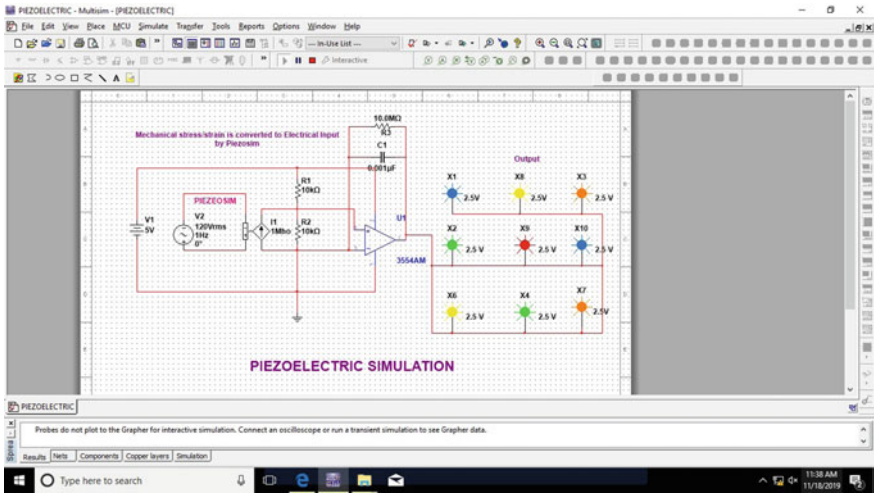 PIEZOELECTRIC - Multisim - [PIEZOELECTRIC]
File Edit View Place MCU Simulate Transfer Tools Reports Options Window Help
--- In-Use List ---
Interactive
Mechanical stress/strain is converted to Electrical Input
by Piezosim
10.0MΩ
R3
C1
0.001µF
Output
R1
10kΩ
X1
2.5V
X8
2.5V
X3
2.5 V
PIEZEOSIM
V1
5V
V2
120Vrms
1Hz
0°
I1
1Mho
R2
10kΩ
U1
3554AM
X2
2.5 V
X9
2.5 V
X10
2.5 V
X6
2.5 V
X4
2.5 V
X7
2.5V
PIEZOELECTRIC SIMULATION
PIEZOELECTRIC
Probes do not plot to the Grapher for interactive simulation. Connect an oscilloscope or run a transient simulation to see Grapher data.
Results Nets Components Copper layers Simulation
Type here to search
11:38 AM
11/18/2019